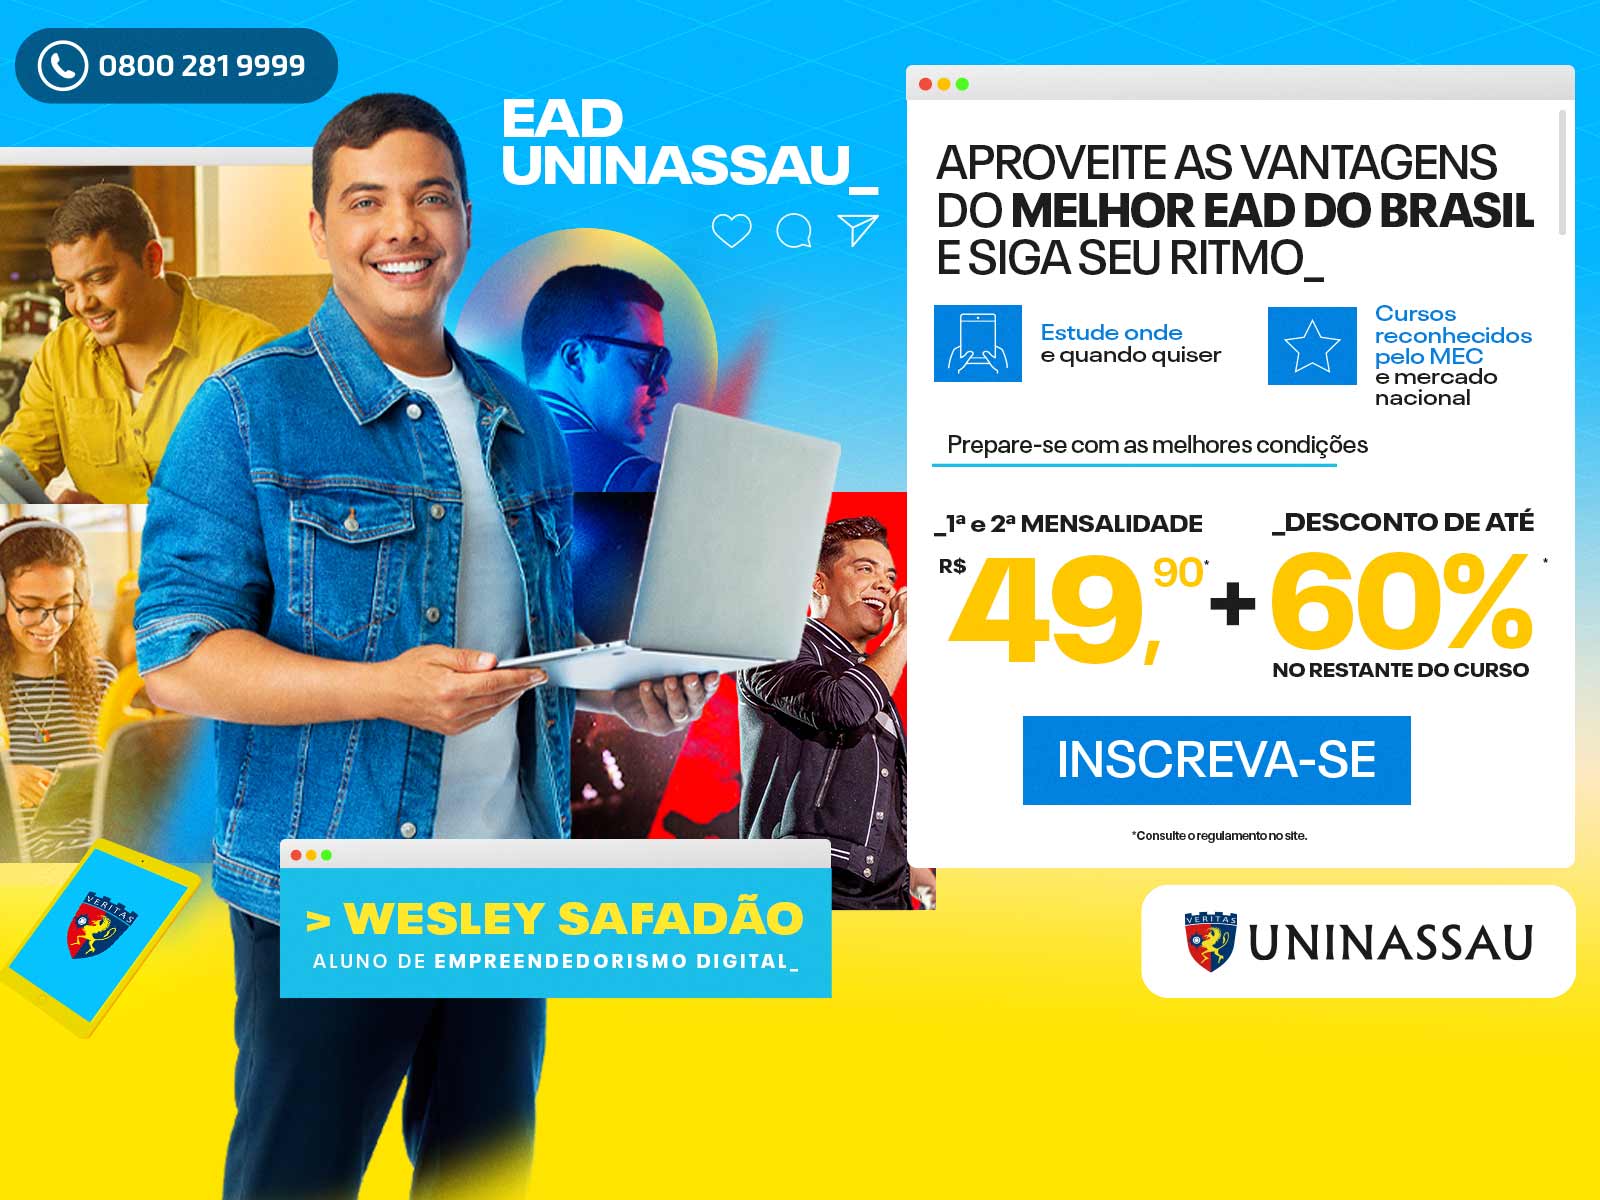 0800 281 9999
EAD
UNINASSAU_
APROVEITE AS VANTAGENS
DO MELHOR EAD DO BRASIL
E SIGA SEU RITMO_
Estude onde
e quando quiser
Cursos
reconhecidos
pelo MEC
e mercado
nacional
Prepare-se com as melhores condições
_1ª e 2ª MENSALIDADE
R$ 49,90*
+
_DESCONTO DE ATÉ
60%*
NO RESTANTE DO CURSO
INSCREVA-SE
*Consulte o regulamento no site.
> WESLEY SAFADÃO
ALUNO DE EMPREENDEDORISMO DIGITAL_
VERITAS
VERITAS
UNINASSAU